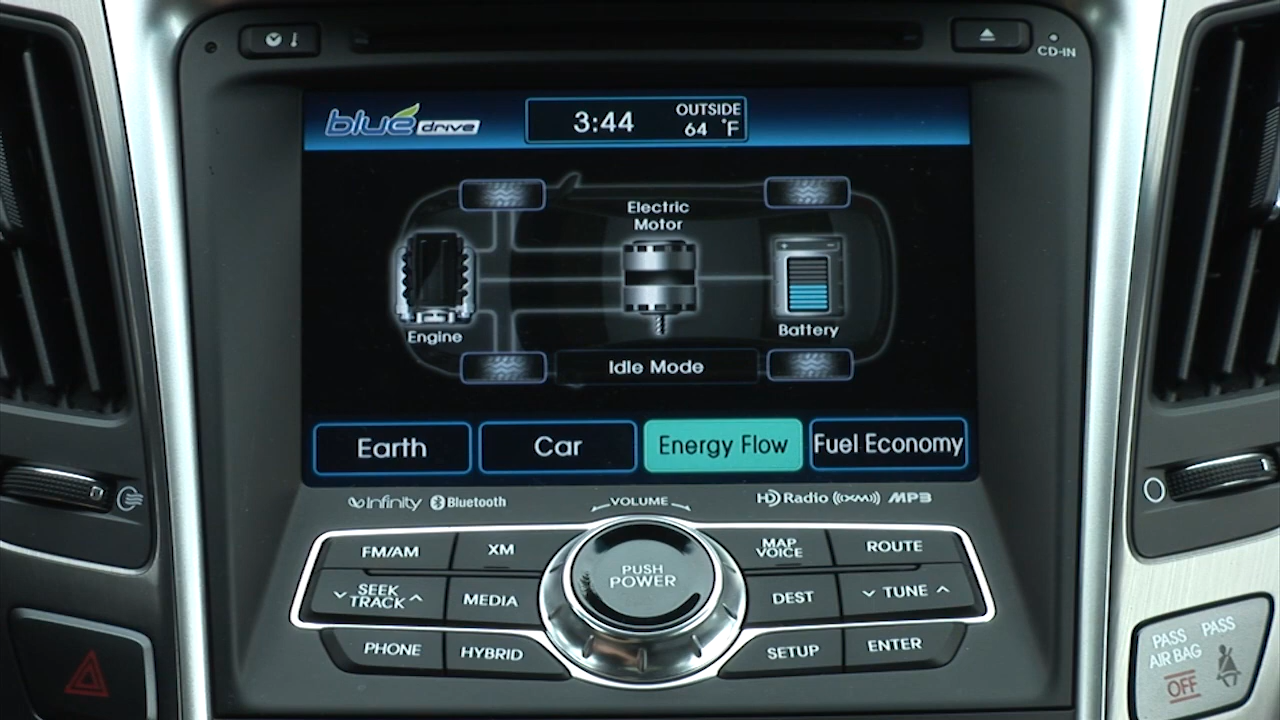 CD-IN
blue drive
3:44
OUTSIDE
64 °F
Electric
Motor
Engine
Battery
Idle Mode
Earth
Car
Energy Flow
Fuel Economy
Infinity
Bluetooth
VOLUME
HD Radio
((XM))
MP3
FM/AM
XM
PUSH
POWER
MAP
VOICE
ROUTE
SEEK
TRACK
MEDIA
DEST
TUNE
PHONE
HYBRID
SETUP
ENTER
PASS
AIR BAG
OFF
PASS